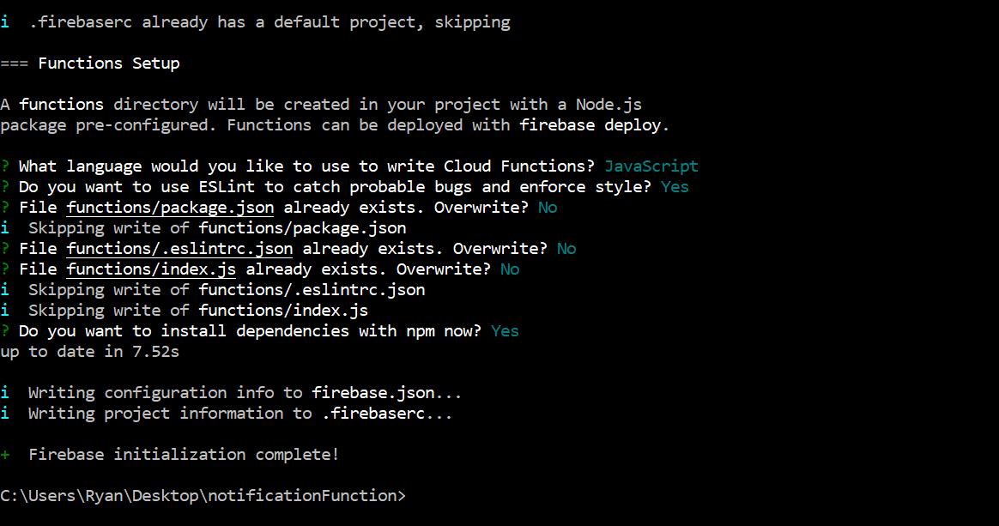 i  .firebaserc already has a default project, skipping
=== Functions Setup
A functions directory will be created in your project with a Node.js
package pre-configured. Functions can be deployed with firebase deploy.
? What language would you like to use to write Cloud Functions? JavaScript
? Do you want to use ESLint to catch probable bugs and enforce style? Yes
? File functions/package.json already exists. Overwrite? No
i  Skipping write of functions/package.json
? File functions/.eslintrc.json already exists. Overwrite? No
? File functions/index.js already exists. Overwrite? No
i  Skipping write of functions/.eslintrc.json
i  Skipping write of functions/index.js
? Do you want to install dependencies with npm now? Yes
up to date in 7.52s
i  Writing configuration info to firebase.json...
i  Writing project information to .firebaserc...
+  Firebase initialization complete!
C:\Users\Ryan\Desktop\notificationFunction>